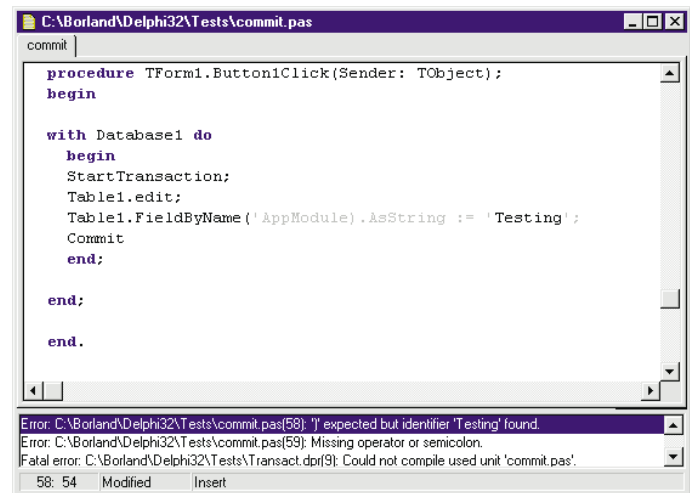 C:\Borland\Delphi32\Tests\commit.pas
commit
procedure TForm1.Button1Click(Sender: TObject);
begin
with Database1 do
begin
StartTransaction;
Table1.edit;
Table1.FieldByName('AppModule).AsString := 'Testing';
Commit
end;
end;
end.
Error: C:\Borland\Delphi32\Tests\commit.pas(58): ')' expected but identifier 'Testing' found.
Error: C:\Borland\Delphi32\Tests\commit.pas(59): Missing operator or semicolon.
Fatal error: C:\Borland\Delphi32\Tests\Transact.dpr(9): Could not compile used unit 'commit.pas'.
58: 54 Modified Insert